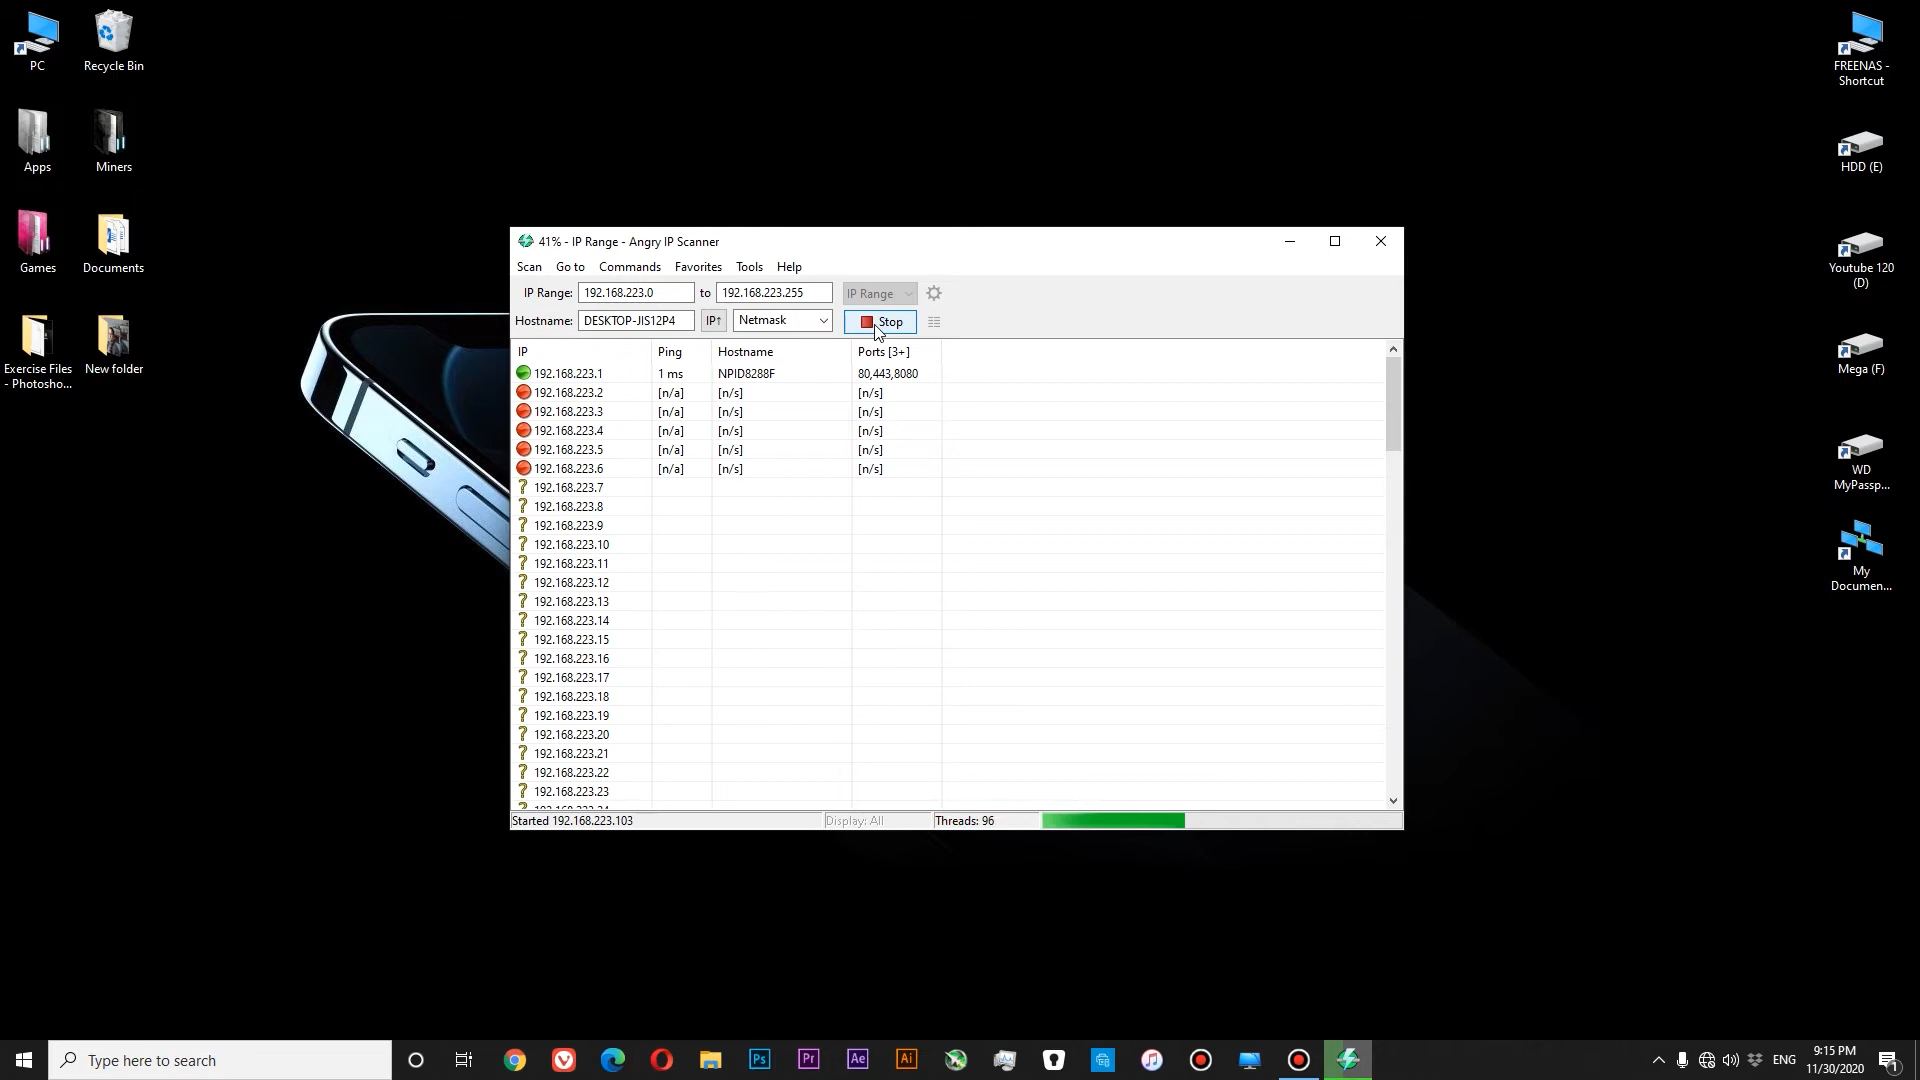 PC
Recycle Bin
Apps
Miners
Games
Documents
Exercise Files
- Photosho...
New folder
FREENAS -
Shortcut
HDD (E)
Youtube 120
(D)
Mega (F)
WD
MyPassp...
My
Documen...
41% - IP Range - Angry IP Scanner
Scan Go to Commands Favorites Tools Help
IP Range: 192.168.223.0 to 192.168.223.255 IP Range
Hostname: DESKTOP-JIS12P4 IP↑ Netmask Stop
IP Ping Hostname Ports [3+]
192.168.223.1 1 ms NPID8288F 80,443,8080
192.168.223.2 [n/a] [n/s] [n/s]
192.168.223.3 [n/a] [n/s] [n/s]
192.168.223.4 [n/a] [n/s] [n/s]
192.168.223.5 [n/a] [n/s] [n/s]
192.168.223.6 [n/a] [n/s] [n/s]
? 192.168.223.7
? 192.168.223.8
? 192.168.223.9
? 192.168.223.10
? 192.168.223.11
? 192.168.223.12
? 192.168.223.13
? 192.168.223.14
? 192.168.223.15
? 192.168.223.16
? 192.168.223.17
? 192.168.223.18
? 192.168.223.19
? 192.168.223.20
? 192.168.223.21
? 192.168.223.22
? 192.168.223.23
Started 192.168.223.103 Display: All Threads: 96
Type here to search
Ps Pr Ae Ai
ENG
9:15 PM
11/30/2020
1